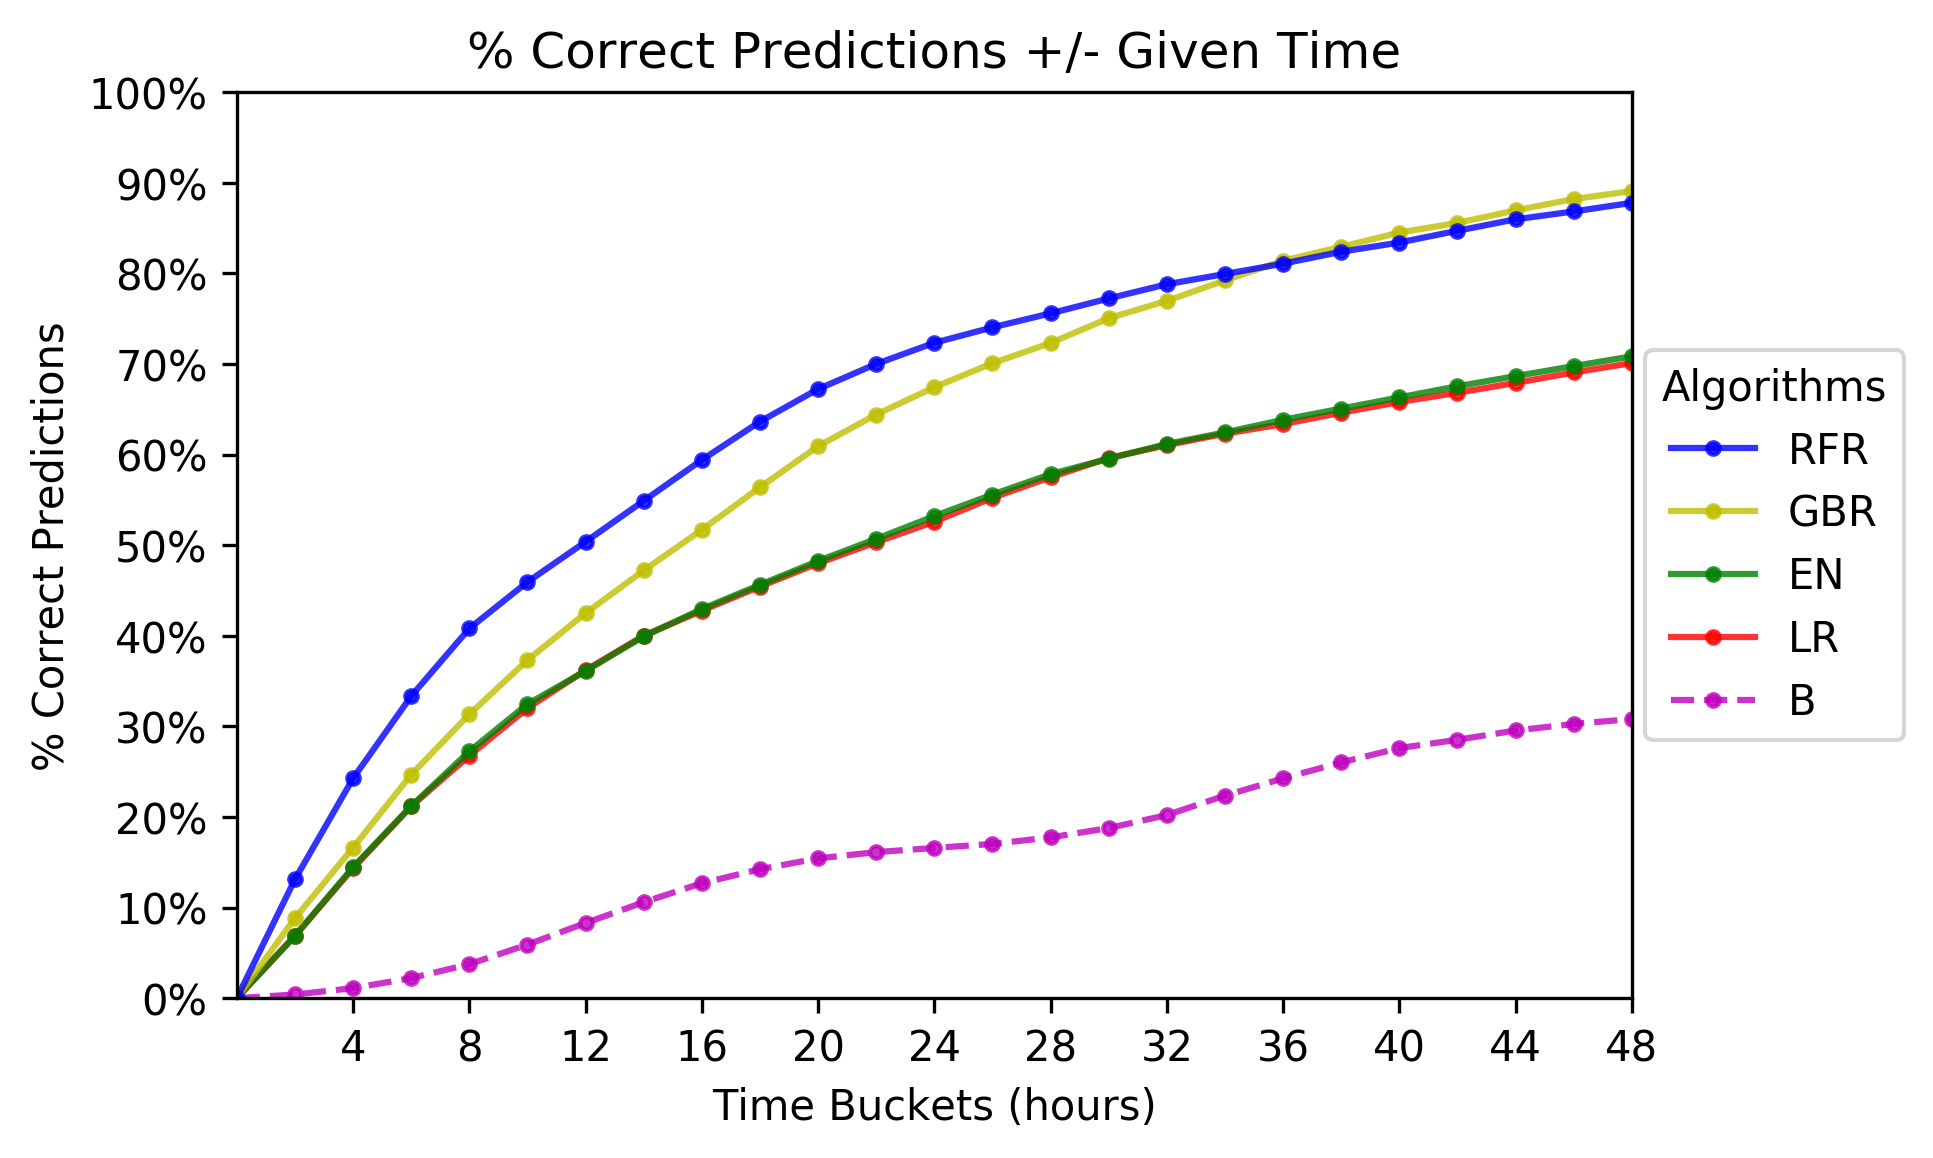 % Correct Predictions +/- Given Time
% Correct Predictions
100%
90%
80%
70%
60%
50%
40%
30%
20%
10%
0%
4 8 12 16 20 24 28 32 36 40 44 48
Time Buckets (hours)
Algorithms
RFR
GBR
EN
LR
B